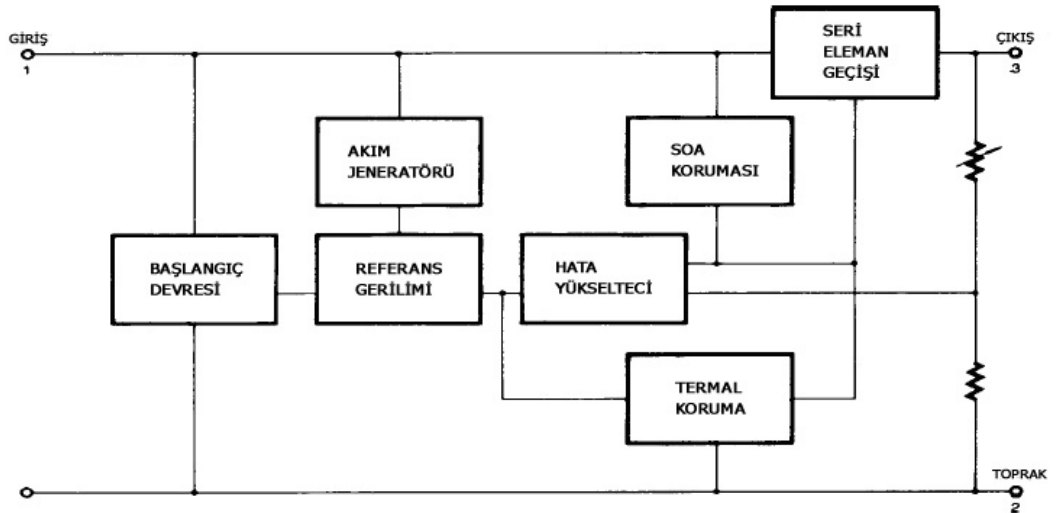 GİRİŞ
1
SERİ
ELEMAN
GEÇİŞİ
ÇIKIŞ
3
AKIM
JENERATÖRÜ
SOA
KORUMASI
BAŞLANGIÇ
DEVRESİ
REFERANS
GERİLİMİ
HATA
YÜKSELTECİ
TERMAL
KORUMA
TOPRAK
2